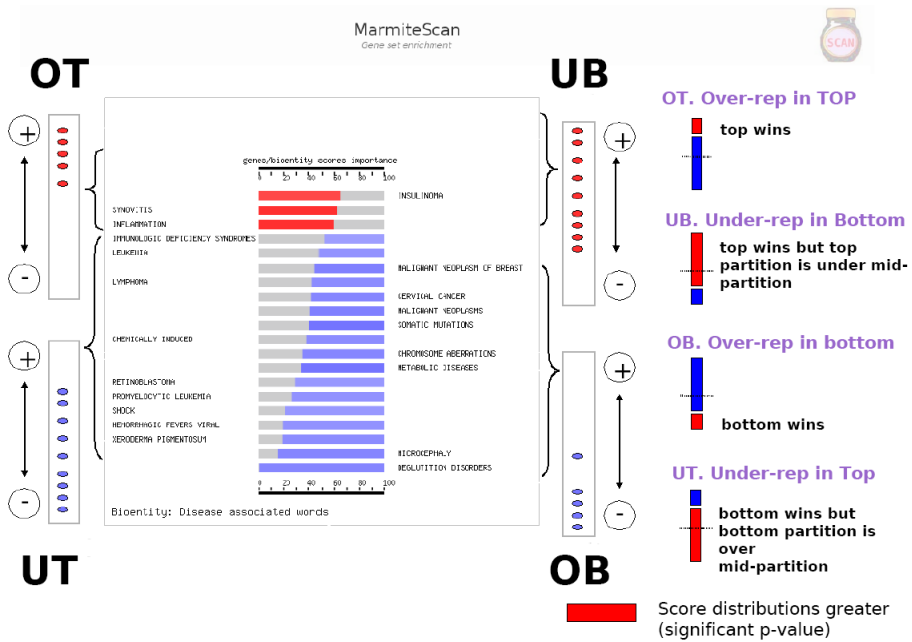 MarmiteScan
Gene set enrichment
SCAN
OT
UB
OT. Over-rep in TOP
top wins
UB. Under-rep in Bottom
top wins but top
partition is under mid-
partition
OB. Over-rep in bottom
bottom wins
UT. Under-rep in Top
bottom wins but
bottom partition is
over
mid-partition
+
-
+
-
+
-
+
-
genes/bioentity scores importance
0 20 40 60 80 100
INSULINOMA
SYNOVITIS
INFLAMMATION
IMMUNOLOGIC DEFICIENCY SYNDROMES
LEUKEMIA
MALIGNANT NEOPLASM OF BREAST
LYMPHOMA
CERVICAL CANCER
MALIGNANT NEOPLASMS
SOMATIC MUTATIONS
CHEMICALLY INDUCED
CHROMOSOME ABERRATIONS
METABOLIC DISEASES
RETINOBLASTOMA
PROMYELOCYTIC LEUKEMIA
SHOCK
HEMORRHAGIC FEVERS VIRAL
XERODERMA PIGMENTOSUM
MICROCEPHALY
DEGLUTITION DISORDERS
0 20 40 60 80 100
Bioentity: Disease associated words
UT
OB
Score distributions greater
(significant p-value)